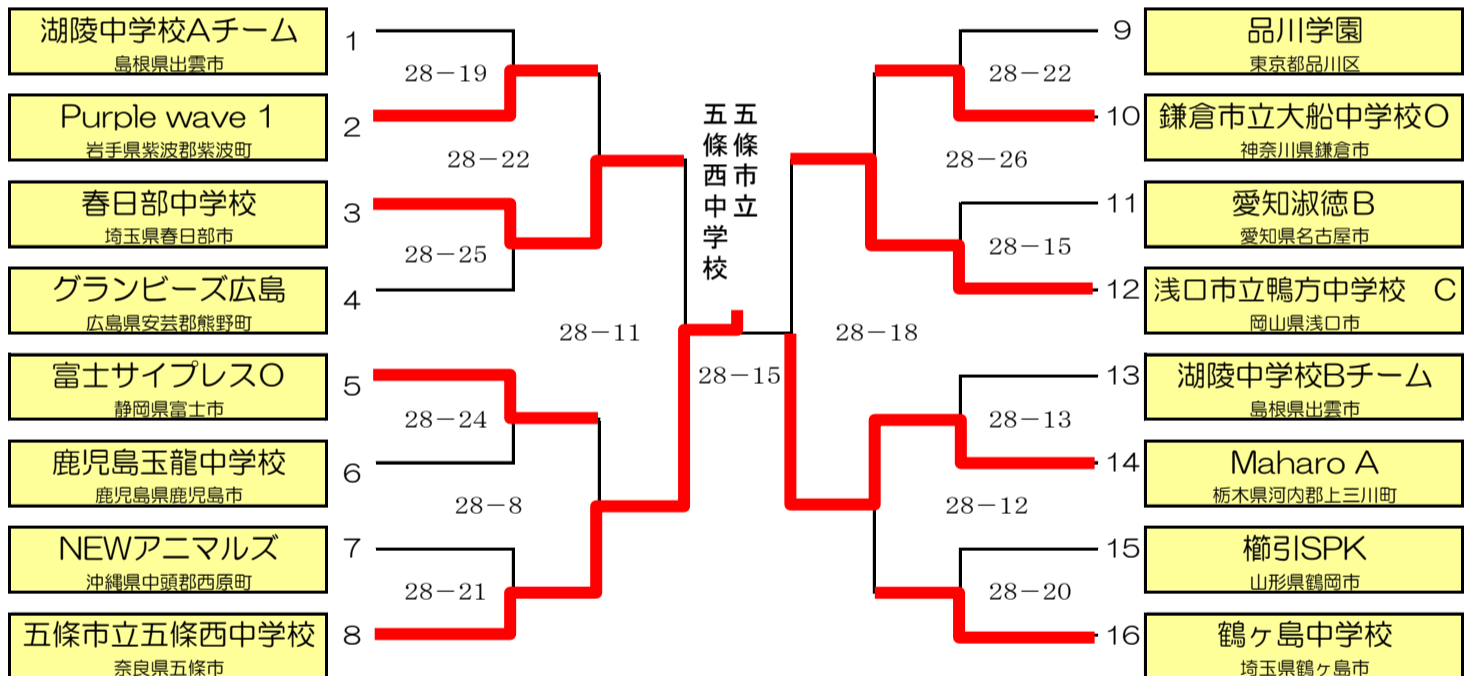 湖陵中学校Aチーム
島根県出雲市
1
28－19
Purple wave 1
岩手県紫波郡紫波町
2
28－22
春日部中学校
埼玉県春日部市
3
28－25
グランビーズ広島
広島県安芸郡熊野町
4
28－11
富士サイプレスO
静岡県富士市
5
28－24
鹿児島玉龍中学校
鹿児島県鹿児島市
6
28－8
NEWアニマルズ
沖縄県中頭郡西原町
7
28－21
五條市立五條西中学校
奈良県五條市
8
五條市立
五條西中学校
28－15
9
品川学園
東京都品川区
28－22
10
鎌倉市立大船中学校O
神奈川県鎌倉市
28－26
11
愛知淑徳B
愛知県名古屋市
28－15
12
浅口市立鴨方中学校　C
岡山県浅口市
28－18
13
湖陵中学校Bチーム
島根県出雲市
28－13
14
Maharo A
栃木県河内郡上三川町
28－12
15
櫛引SPK
山形県鶴岡市
28－20
16
鶴ヶ島中学校
埼玉県鶴ヶ島市